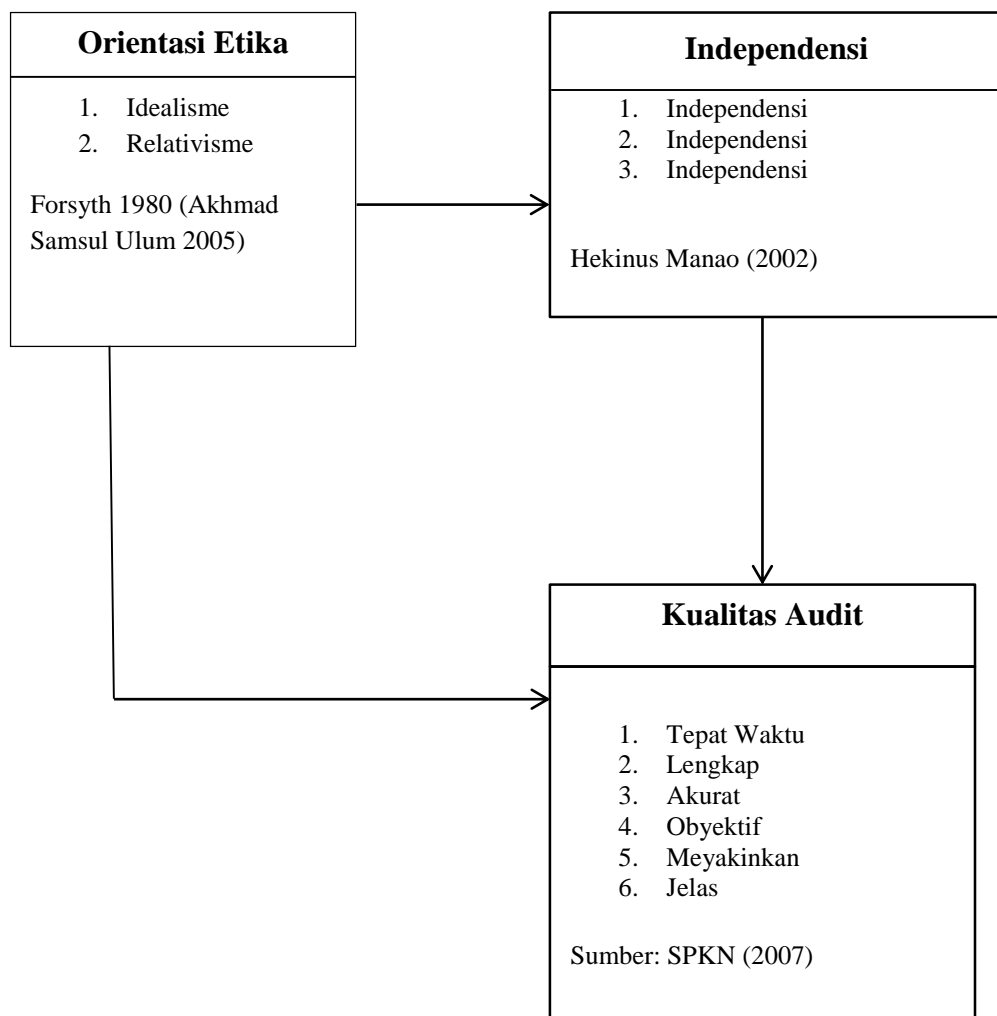 Orientasi Etika
1. Idealisme
2. Relativisme
Forsyth 1980 (Akhmad
Samsul Ulum 2005)
Independensi
1. Independensi
2. Independensi
3. Independensi
Hekinus Manao (2002)
Kualitas Audit
1. Tepat Waktu
2. Lengkap
3. Akurat
4. Obyektif
5. Meyakinkan
6. Jelas
Sumber: SPKN (2007)